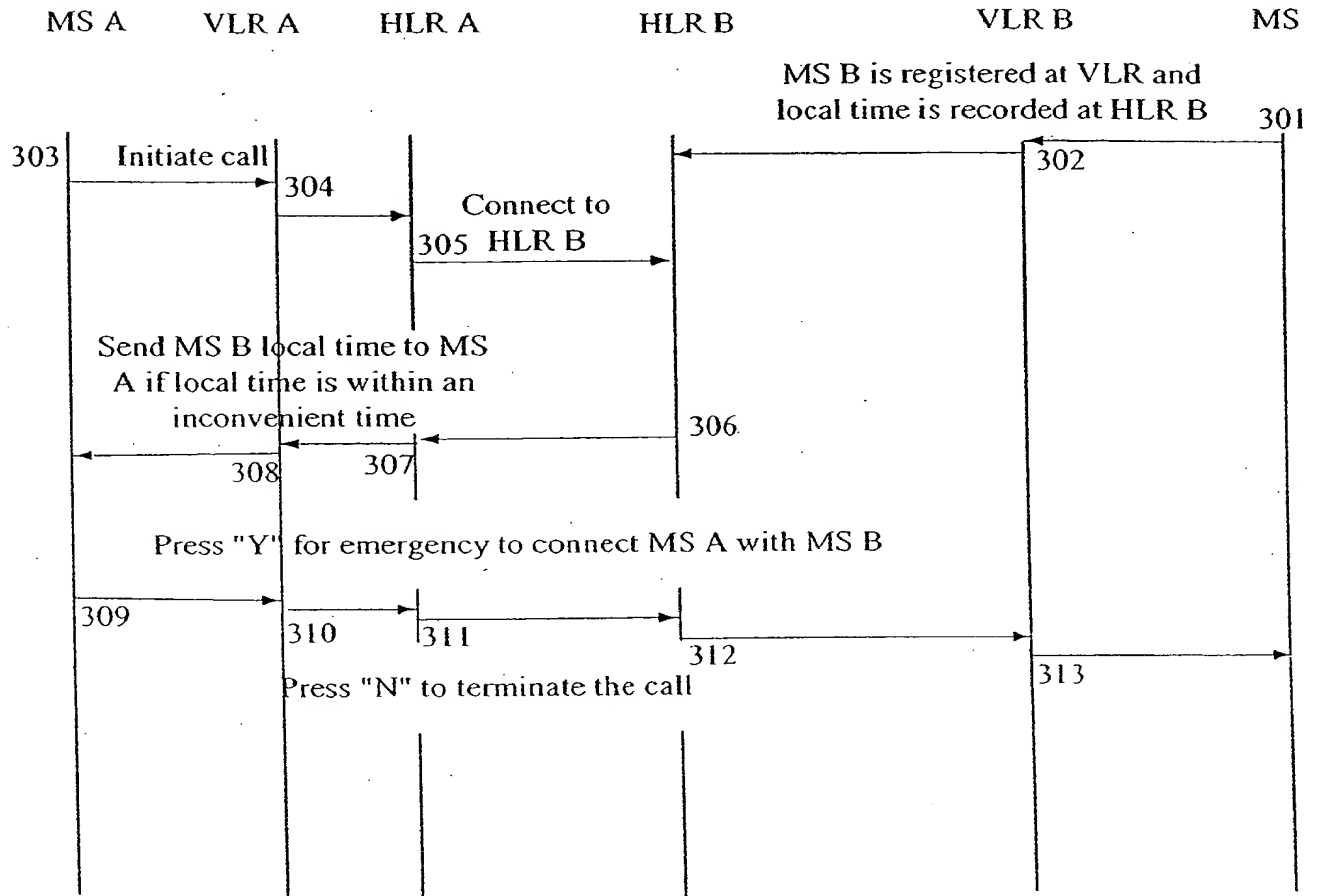 MS A VLR A HLR A HLR B VLR B MS
MS B is registered at VLR and
local time is recorded at HLR B
301
303 Initiate call
302
304
Connect to
305 HLR B
Send MS B local time to MS
A if local time is within an
inconvenient time
306
308 307
Press "Y" for emergency to connect MS A with MS B
309 310 311 312 313
Press "N" to terminate the call